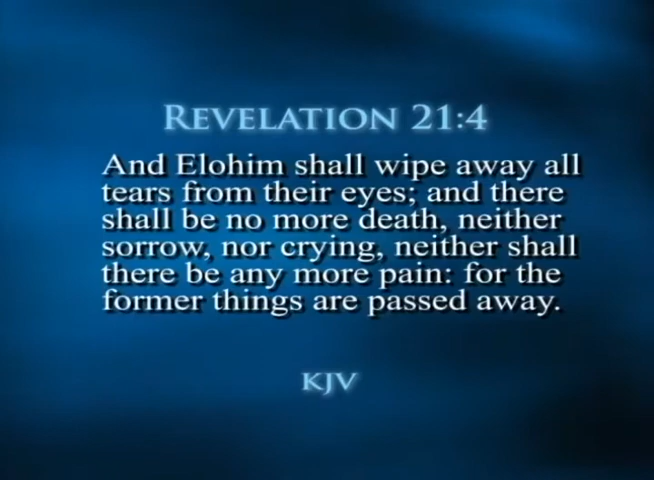 Revelation 21:4
And Elohim shall wipe away all
tears from their eyes; and there
shall be no more death, neither
sorrow, nor crying, neither shall
there be any more pain: for the
former things are passed away.
KJV